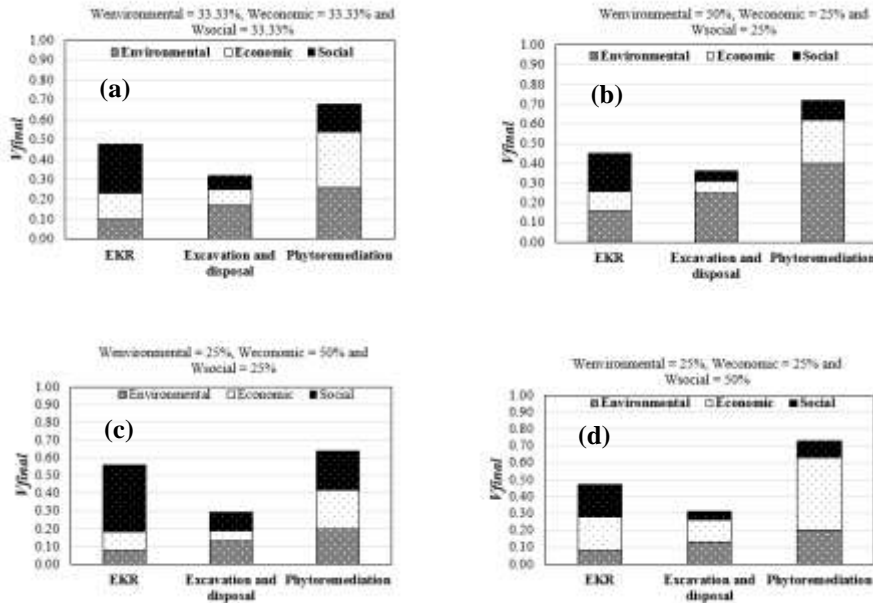 Wenvironmental = 33.33%, Weconomic = 33.33% and
Wsocial = 33.33%
1.00
0.90
0.80
0.70
0.60
0.50
0.40
0.30
0.20
0.10
0.00
Vfinal
Environmental Economic Social
(a)
EKR Excavation and Phytoremediation
disposal
Wenvironmental = 50%, Weconomic = 25% and
Wsocial = 25%
1.00
0.90
0.80
0.70
0.60
0.50
0.40
0.30
0.20
0.10
0.00
Vfinal
Environmental Economic Social
(b)
EKR Excavation and Phytoremediation
disposal
Wenvironmental = 25%, Weconomic = 50% and
Wsocial = 25%
1.00
0.90
0.80
0.70
0.60
0.50
0.40
0.30
0.20
0.10
0.00
Vfinal
Environmental Economic Social
(c)
EKR Excavation and Phytoremediation
disposal
Wenvironmental = 25%, Weconomic = 25% and
Wsocial = 50%
1.00
0.90
0.80
0.70
0.60
0.50
0.40
0.30
0.20
0.10
0.00
Vfinal
Environmental Economic Social
(d)
EKR Excavation and Phytoremediation
disposal